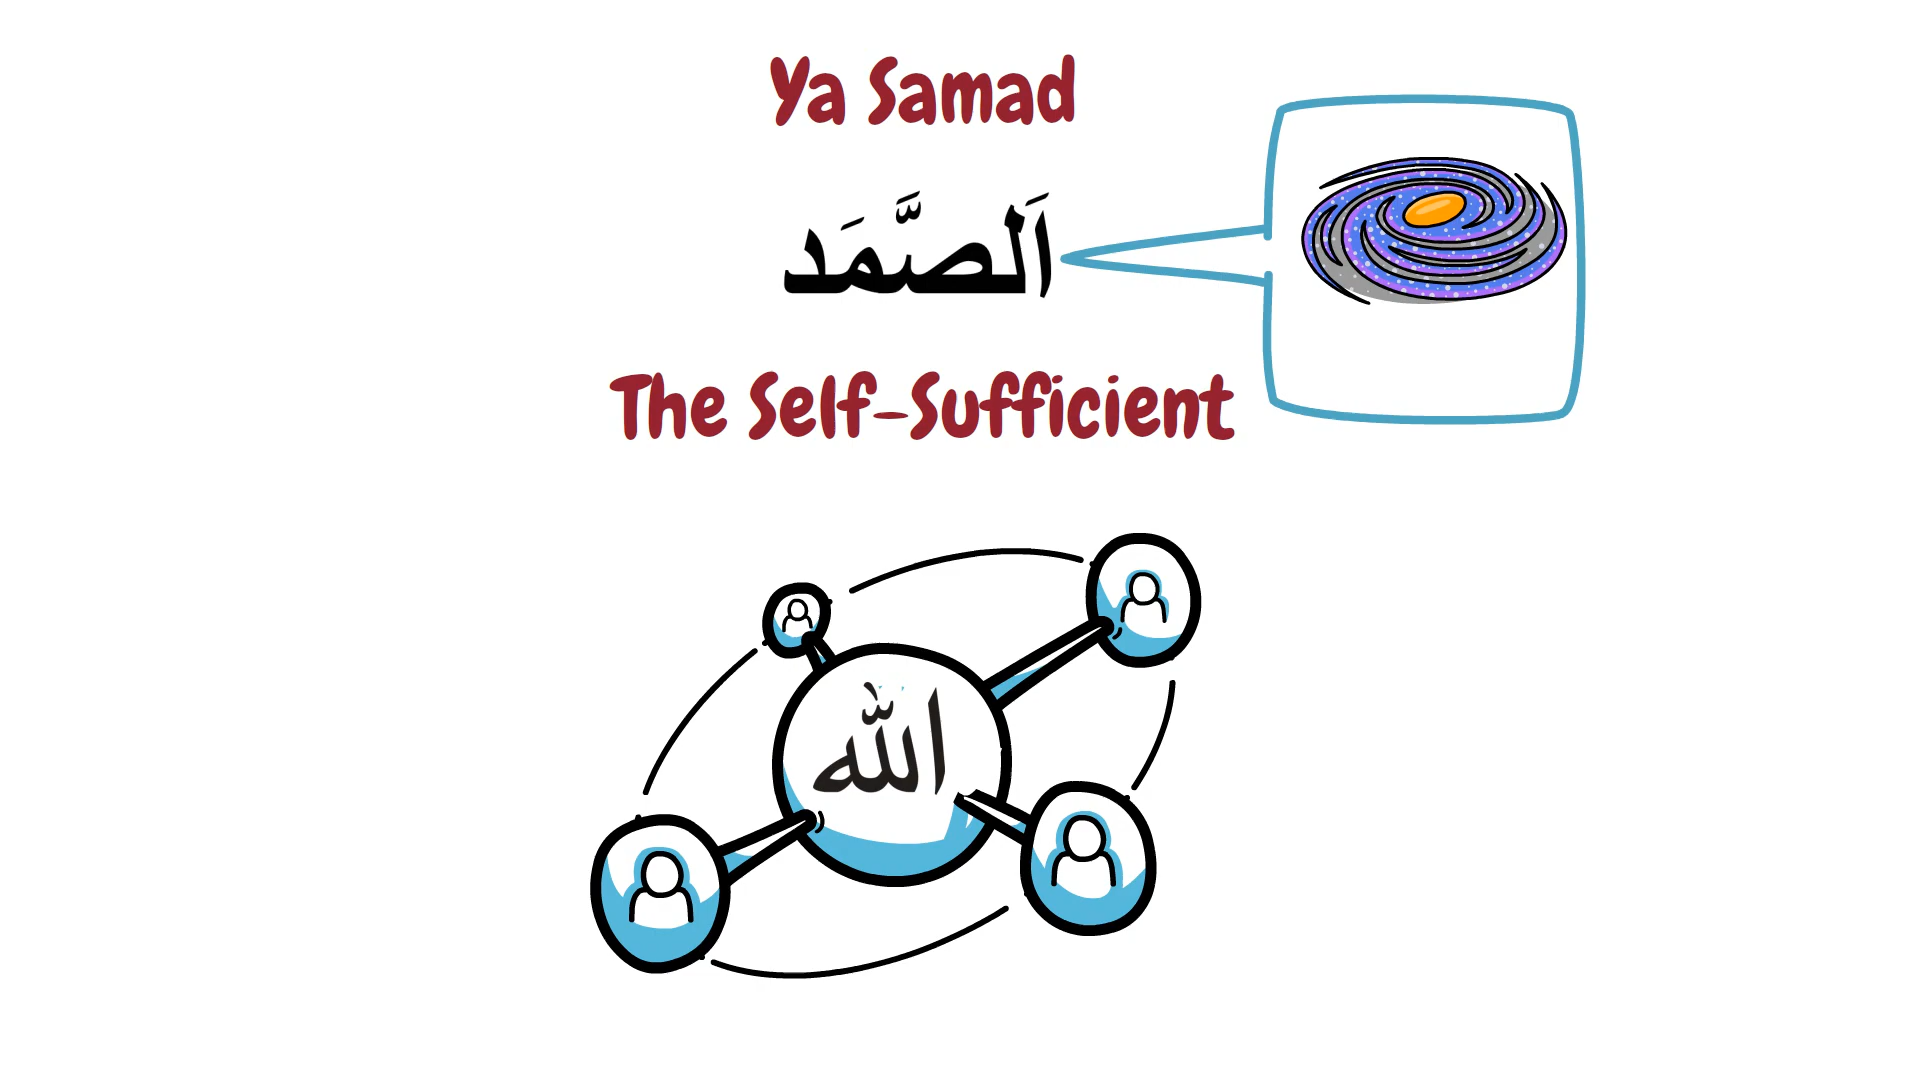 Ya Samad
اَلصَّمَد
The Self-Sufficient
الله